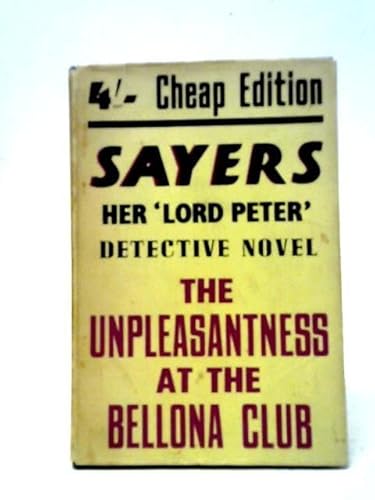 4/- Cheap Edition
SAYERS
HER 'LORD PETER'
DETECTIVE NOVEL
THE
UNPLEASANTNESS
AT THE
BELLONA CLUB